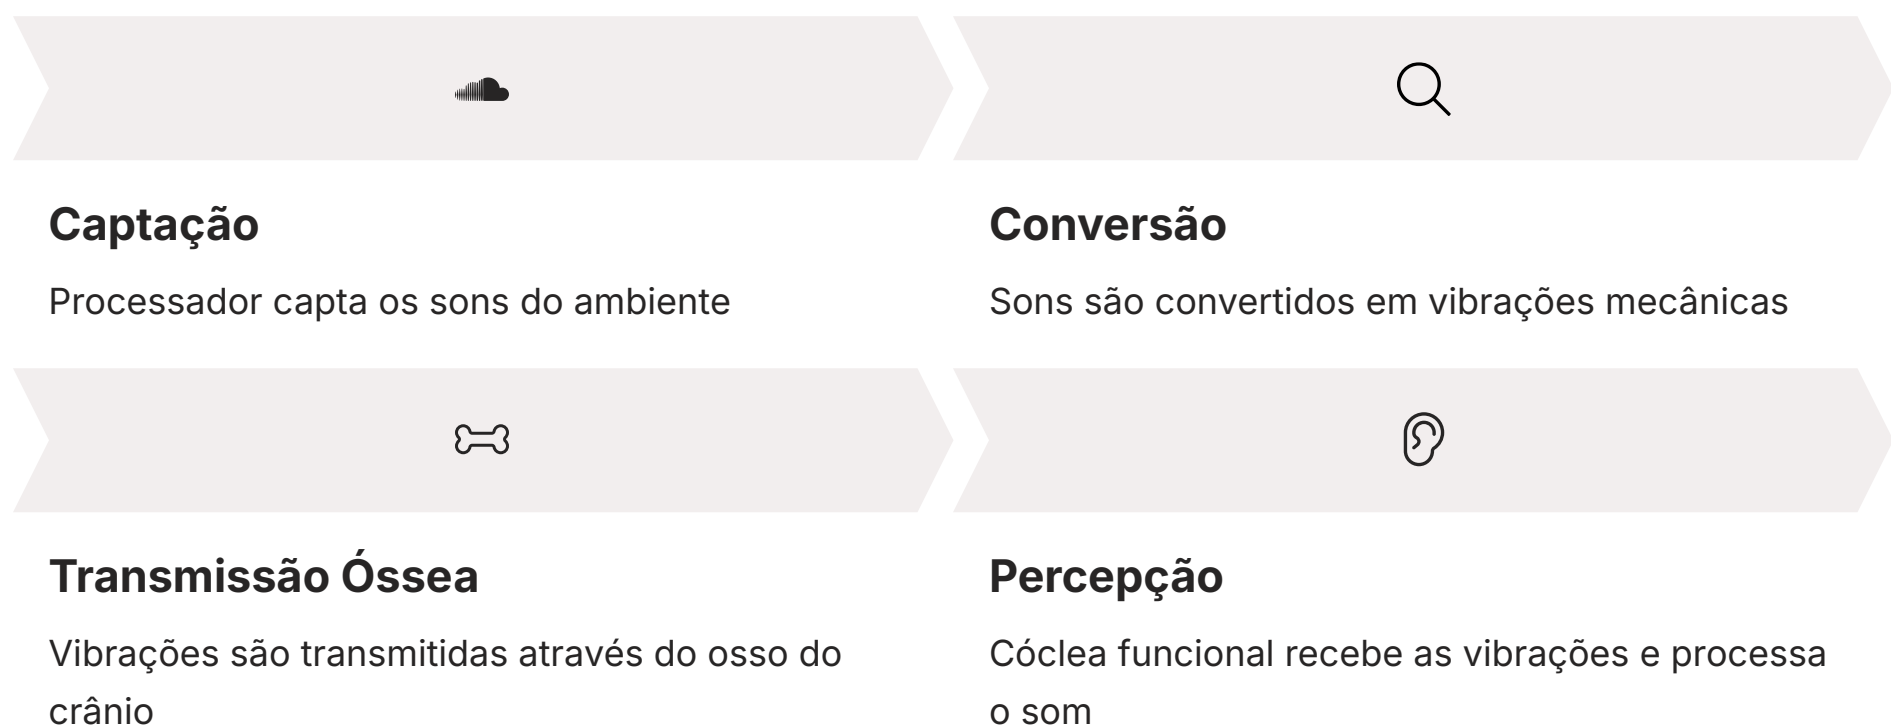 Captação
Processador capta os sons do ambiente
Conversão
Sons são convertidos em vibrações mecânicas
Transmissão Óssea
Vibrações são transmitidas através do osso do
crânio
Percepção
Cóclea funcional recebe as vibrações e processa
o som